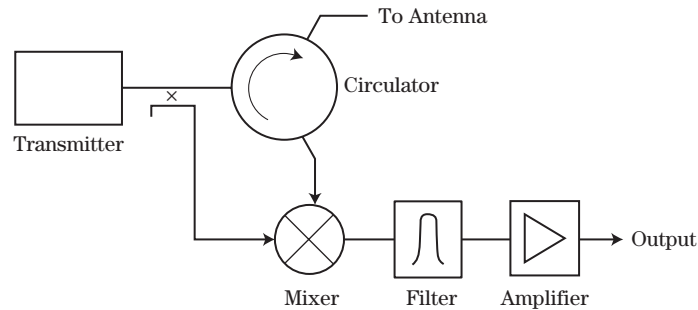 To Antenna
Circulator
×
Transmitter
Output
Mixer
Filter
Amplifier